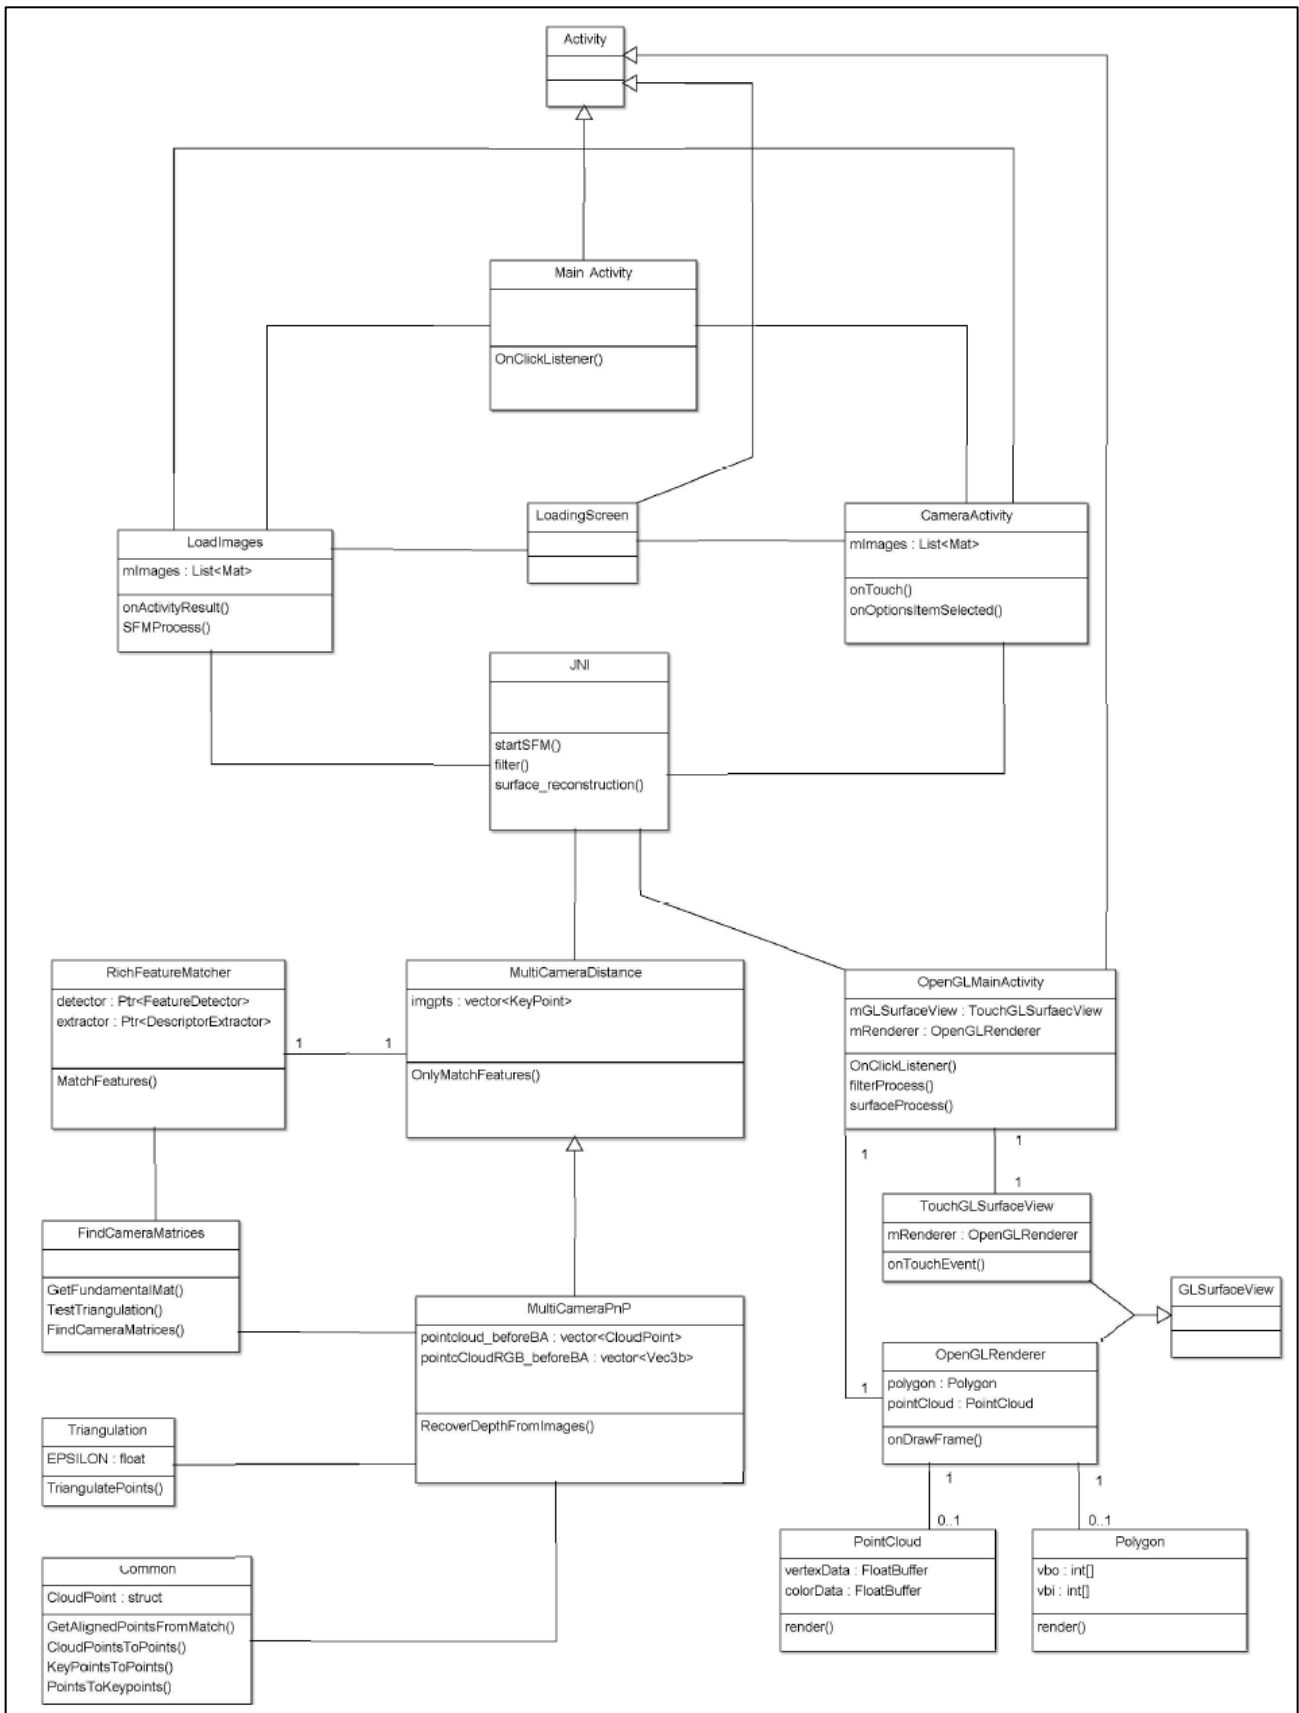 Activity
Main Activity
OnClickListener()
LoadingScreen
CameraActivity
mImages : List<Mat>
onTouch()
onOptionsItemSelected()
LoadImages
mImages : List<Mat>
onActivityResult()
SFMProcess()
JNI
startSFM()
filter()
surface_reconstruction()
RichFeatureMatcher
detector : Ptr<FeatureDetector>
extractor : Ptr<DescriptorExtractor>
MatchFeatures()
1
1
MultiCameraDistance
imgpts : vector<KeyPoint>
OnlyMatchFeatures()
OpenGLMainActivity
mGLSurfaceView : TouchGLSurfaecView
mRenderer : OpenGLRenderer
OnClickListener()
filterProcess()
surfaceProcess()
1
1
1
TouchGLSurfaceView
mRenderer : OpenGLRenderer
onTouchEvent()
GLSurfaceView
FindCameraMatrices
GetFundamentalMat()
TestTriangulation()
FiindCameraMatrices()
MultiCameraPnP
pointcloud_beforeBA : vector<CloudPoint>
pointcCloudRGB_beforeBA : vector<Vec3b>
RecoverDepthFromImages()
1
OpenGLRenderer
polygon : Polygon
pointCloud : PointCloud
onDrawFrame()
Triangulation
EPSILON : float
TriangulatePoints()
1
1
0..1
0..1
PointCloud
vertexData : FloatBuffer
colorData : FloatBuffer
render()
Polygon
vbo : int[]
vbi : int[]
render()
Common
CloudPoint : struct
GetAlignedPointsFromMatch()
CloudPointsToPoints()
KeyPointsToPoints()
PointsToKeypoints()